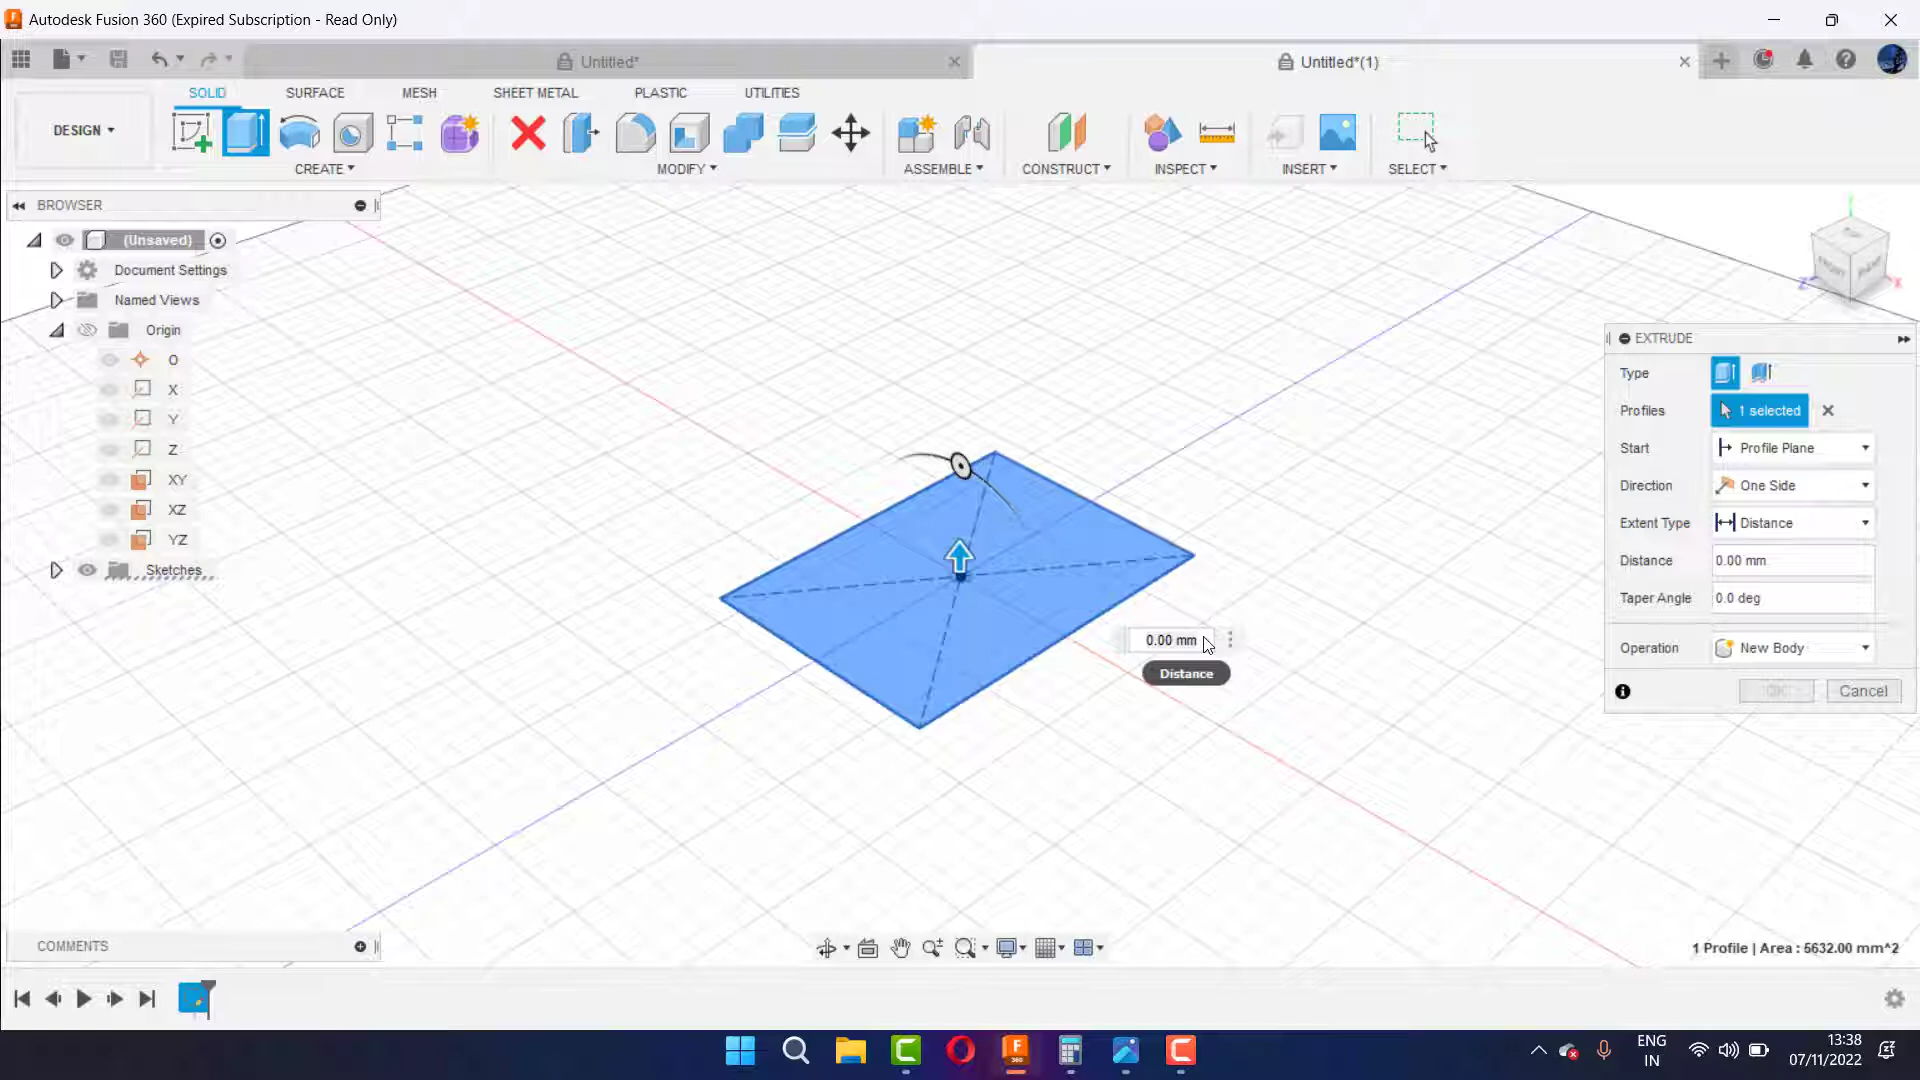 Autodesk Fusion 360 (Expired Subscription - Read Only)
Untitled*
Untitled*(1)
SOLID
SURFACE
MESH
SHEET METAL
PLASTIC
UTILITIES
DESIGN
CREATE
MODIFY
ASSEMBLE
CONSTRUCT
INSPECT
INSERT
SELECT
BROWSER
(Unsaved)
Document Settings
Named Views
Origin
O
X
Y
Z
XY
XZ
YZ
Sketches
FRONT
Z
X
EXTRUDE
Type
Profiles 1 selected
Start Profile Plane
Direction One Side
Extent Type Distance
Distance 0.00 mm
Taper Angle 0.0 deg
Operation New Body
OK Cancel
0.00 mm
Distance
COMMENTS
1 Profile | Area : 5632.00 mm^2
F
360
ENG
IN
13:38
07/11/2022